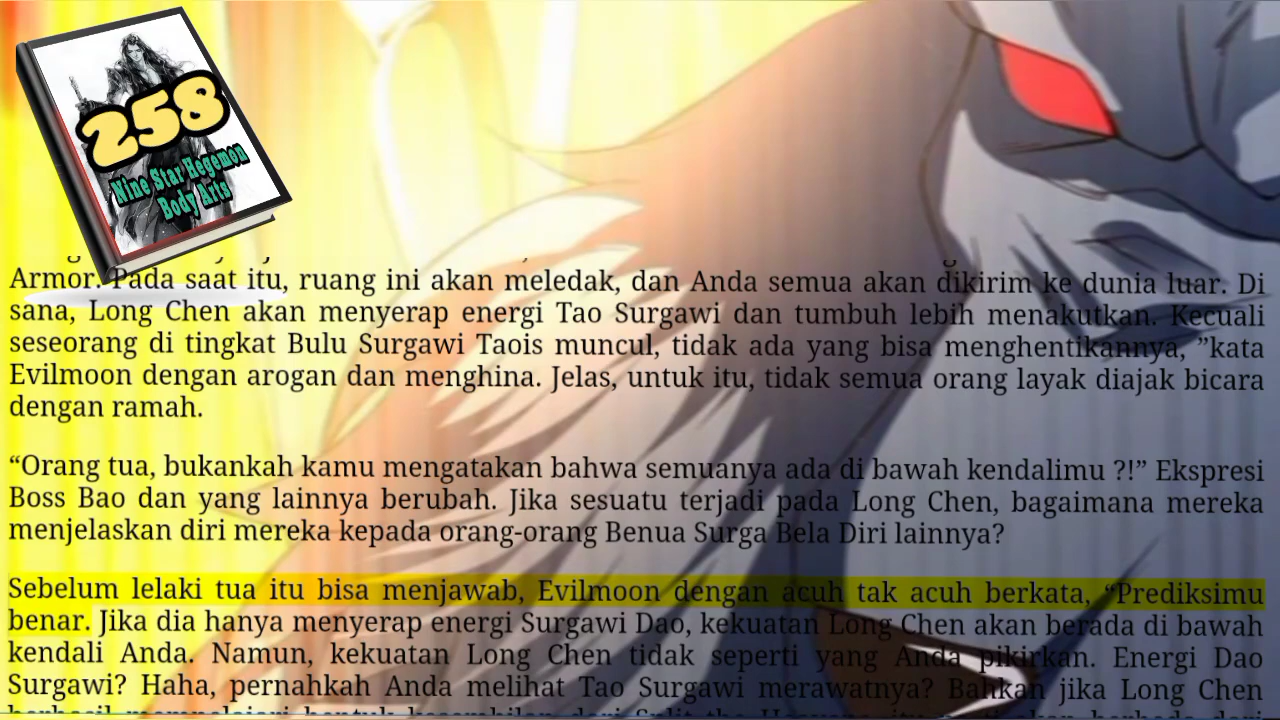 258
Nine Star Hegemon
Body Arts
Armor. Pada saat itu, ruang ini akan meledak, dan Anda semua akan dikirim ke dunia luar. Di
sana, Long Chen akan menyerap energi Tao Surgawi dan tumbuh lebih menakutkan. Kecuali
seseorang di tingkat Bulu Surgawi Taois muncul, tidak ada yang bisa menghentikannya, ”kata
Evilmoon dengan arogan dan menghina. Jelas, untuk itu, tidak semua orang layak diajak bicara
dengan ramah.
“Orang tua, bukankah kamu mengatakan bahwa semuanya ada di bawah kendalimu ?!” Ekspresi
Boss Bao dan yang lainnya berubah. Jika sesuatu terjadi pada Long Chen, bagaimana mereka
menjelaskan diri mereka kepada orang-orang Benua Surga Bela Diri lainnya?
Sebelum lelaki tua itu bisa menjawab, Evilmoon dengan acuh tak acuh berkata, “Prediksimu
benar. Jika dia hanya menyerap energi Surgawi Dao, kekuatan Long Chen akan berada di bawah
kendali Anda. Namun, kekuatan Long Chen tidak seperti yang Anda pikirkan. Energi Dao
Surgawi? Haha, pernahkah Anda melihat Tao Surgawi merawatnya? Bahkan jika Long Chen